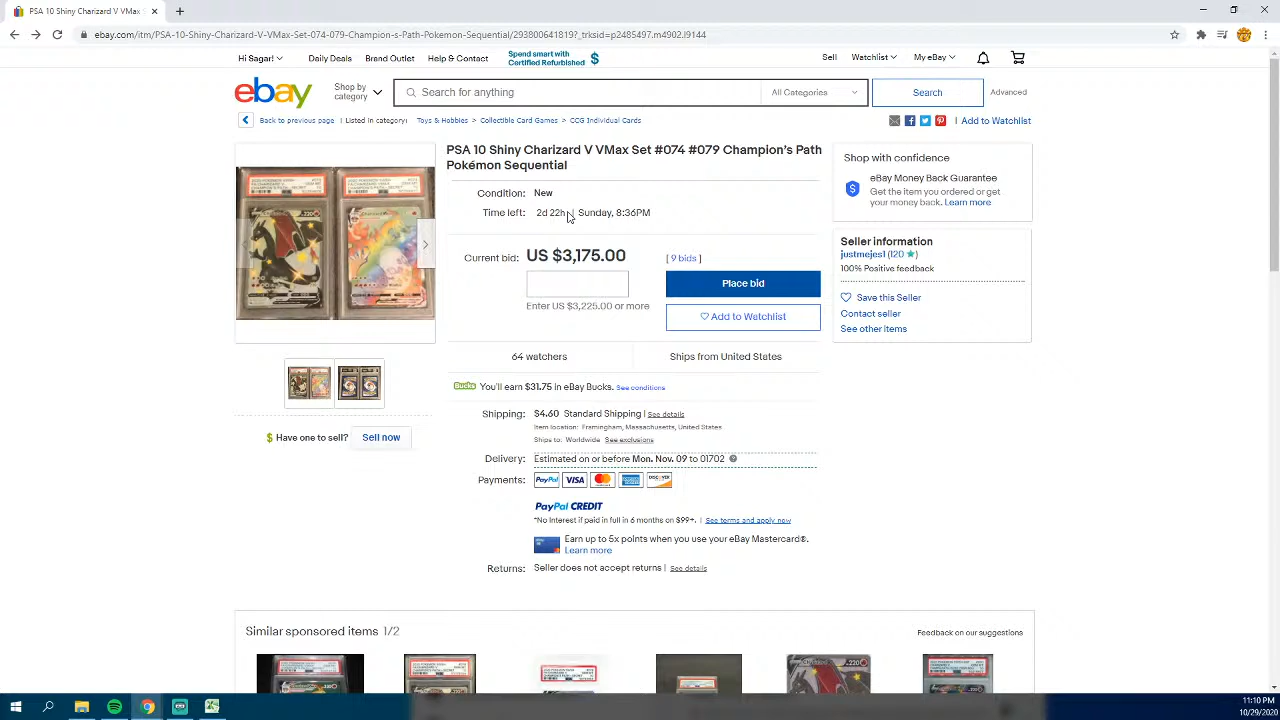 PSA 10 Shiny Charizard V VMax S
ebay.com/itm/PSA-10-Shiny-Charizard-V-VMax-Set-074-079-Champion-s-Path-Pokemon-Sequential/293800641819?_trksid=p2485497.m4902.l9144
Hi Sagar!
Daily Deals
Brand Outlet
Help & Contact
Spend smart with
Certified Refurbished
$
Sell
Watchlist
My eBay
ebay
Shop by
category
Search for anything
All Categories
Search
Advanced
Back to previous page | Listed in category:
Toys & Hobbies > Collectible Card Games > CCG Individual Cards
| Add to Watchlist
PSA 10 Shiny Charizard V VMax Set #074 #079 Champion's Path
Pokémon Sequential
Condition: New
Time left: 2d 22h | Sunday, 8:36PM
Current bid: US $3,175.00
[ 9 bids ]
Place bid
Enter US $3,225.00 or more
Add to Watchlist
64 watchers
Ships from United States
Bucks You'll earn $31.75 in eBay Bucks. See conditions
Shipping: $4.60 Standard Shipping | See details
Item location: Framingham, Massachusetts, United States
Ships to: Worldwide See exclusions
Delivery: Estimated on or before Mon. Nov. 09 to 01702
Payments: PayPal VISA MasterCard DISCOVER
PayPal CREDIT
*No Interest if paid in full in 6 months on $99+. | See terms and apply now
Earn up to 5x points when you use your eBay Mastercard®.
Learn more
Returns: Seller does not accept returns | See details
Shop with confidence
eBay Money Back Guarantee
Get the item you ordered or get
your money back. Learn more
Seller information
justmejes1 (120 ★)
100% Positive feedback
Save this Seller
Contact seller
See other items
$ Have one to sell? Sell now
Similar sponsored items 1/2
Feedback on our suggestions
11:10 PM
10/29/2020